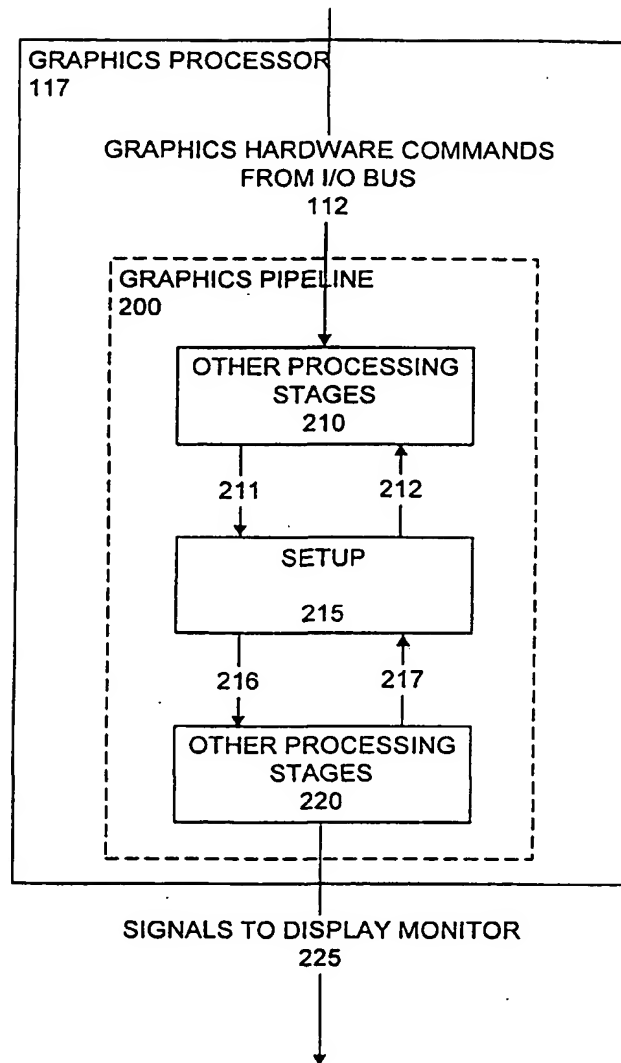 GRAPHICS PROCESSOR
117
GRAPHICS HARDWARE COMMANDS
FROM I/O BUS
112
GRAPHICS PIPELINE
200
OTHER PROCESSING
STAGES
210
211
212
SETUP
215
216
217
OTHER PROCESSING
STAGES
220
SIGNALS TO DISPLAY MONITOR
225